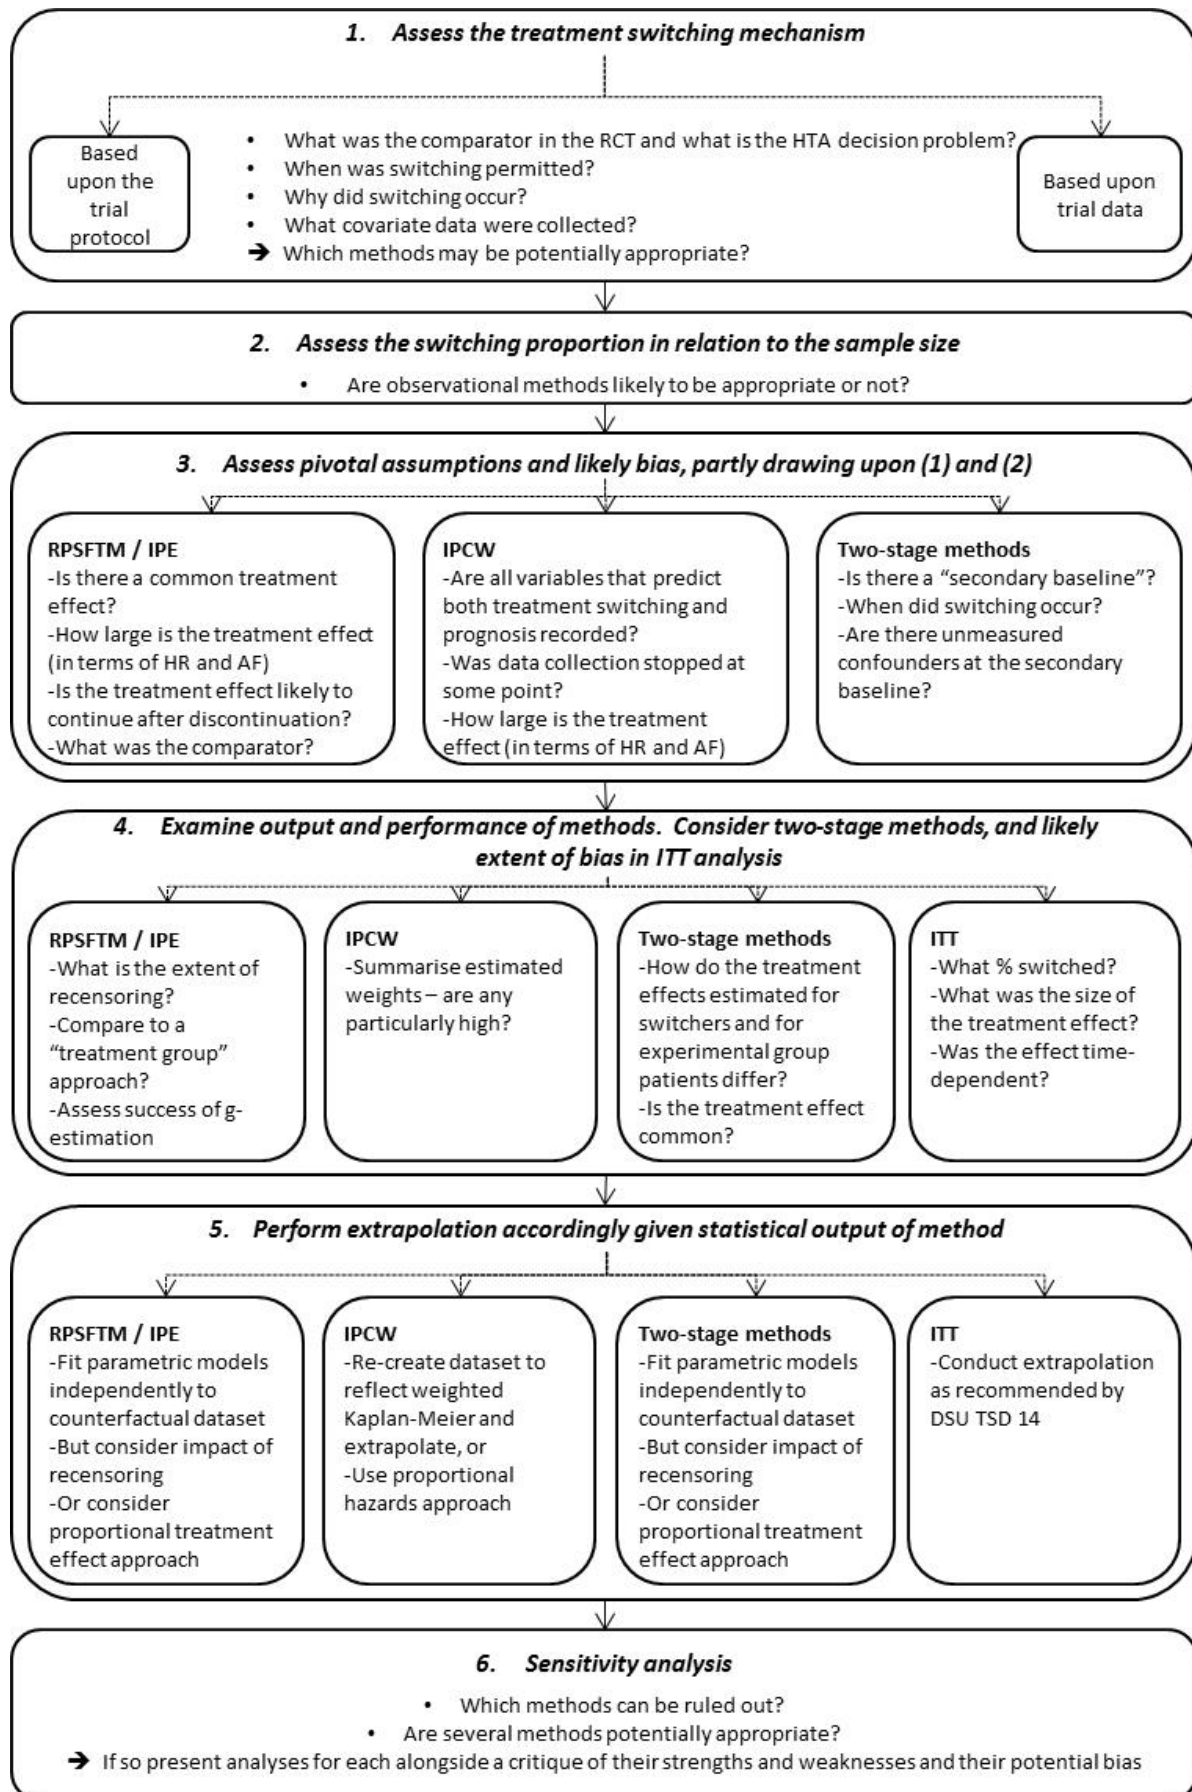 1. Assess the treatment switching mechanism
Based
upon the
trial
protocol
• What was the comparator in the RCT and what is the HTA decision problem?
• When was switching permitted?
• Why did switching occur?
• What covariate data were collected?
➔ Which methods may be potentially appropriate?
Based upon
trial data
2. Assess the switching proportion in relation to the sample size
• Are observational methods likely to be appropriate or not?
3. Assess pivotal assumptions and likely bias, partly drawing upon (1) and (2)
RPSFTM / IPE
-Is there a common treatment
effect?
-How large is the treatment effect
(in terms of HR and AF)
-Is the treatment effect likely to
continue after discontinuation?
-What was the comparator?
IPCW
-Are all variables that predict
both treatment switching and
prognosis recorded?
-Was data collection stopped at
some point?
-How large is the treatment
effect (in terms of HR and AF)
Two-stage methods
-Is there a “secondary baseline”?
-When did switching occur?
-Are there unmeasured
confounders at the secondary
baseline?
4. Examine output and performance of methods. Consider two-stage methods, and likely
extent of bias in ITT analysis
RPSFTM / IPE
-What is the extent of
recensoring?
-Compare to a
“treatment group”
approach?
-Assess success of g-
estimation
IPCW
-Summarise estimated
weights – are any
particularly high?
Two-stage methods
-How do the treatment
effects estimated for
switchers and for
experimental group
patients differ?
-Is the treatment effect
common?
ITT
-What % switched?
-What was the size of
the treatment effect?
-Was the effect time-
dependent?
5. Perform extrapolation accordingly given statistical output of method
RPSFTM / IPE
-Fit parametric models
independently to
counterfactual dataset
-But consider impact of
recensoring
-Or consider
proportional treatment
effect approach
IPCW
-Re-create dataset to
reflect weighted
Kaplan-Meier and
extrapolate, or
-Use proportional
hazards approach
Two-stage methods
-Fit parametric models
independently to
counterfactual dataset
-But consider impact of
recensoring
-Or consider
proportional treatment
effect approach
ITT
-Conduct extrapolation
as recommended by
DSU TSD 14
6. Sensitivity analysis
• Which methods can be ruled out?
• Are several methods potentially appropriate?
➔ If so present analyses for each alongside a critique of their strengths and weaknesses and their potential bias